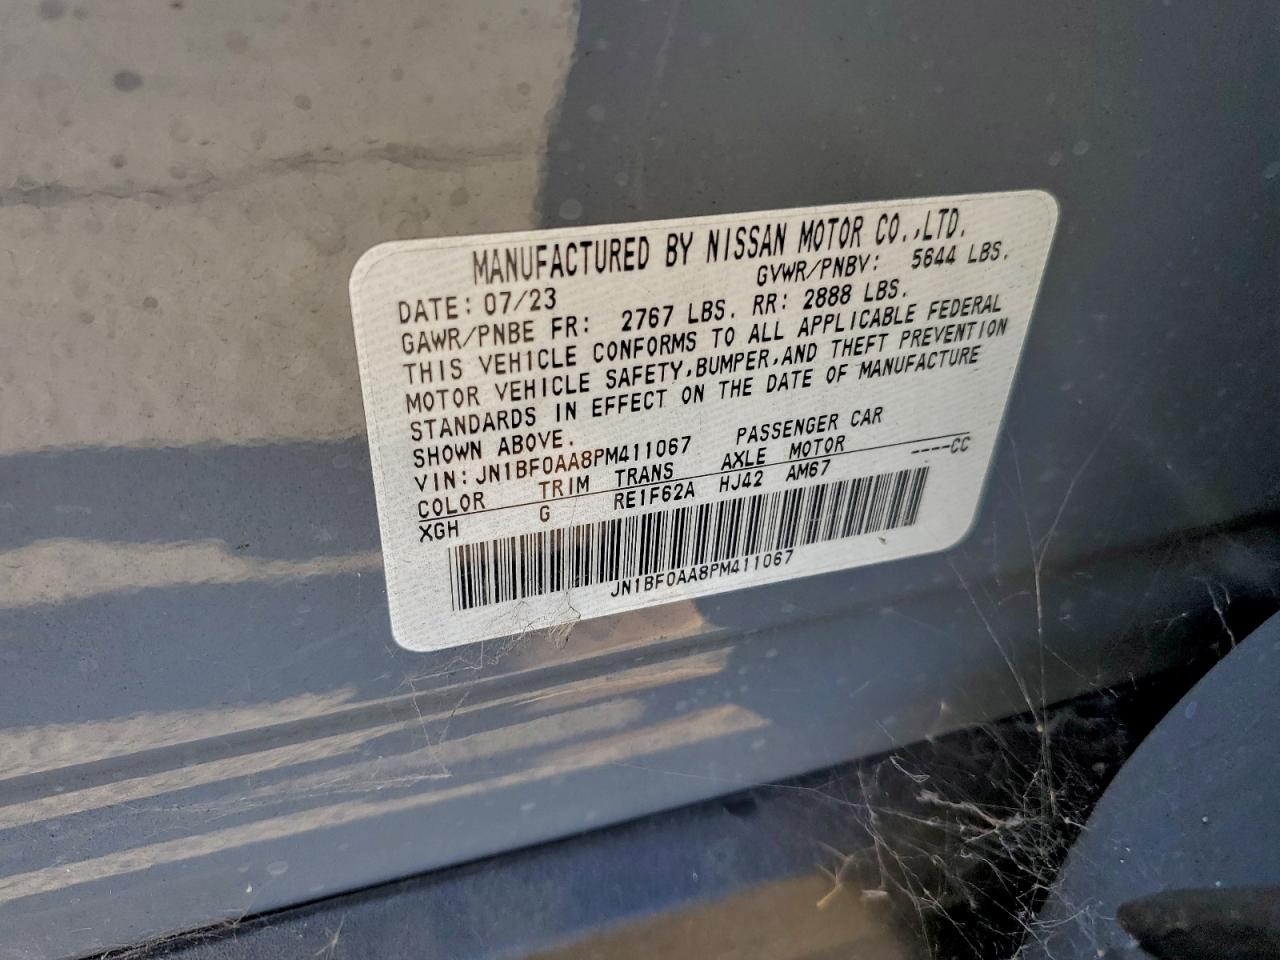 MANUFACTURED BY NISSAN MOTOR CO.,LTD.
DATE: 07/23 GVWR/PNBV: 5644 LBS.
GAWR/PNBE FR: 2767 LBS. RR: 2888 LBS.
THIS VEHICLE CONFORMS TO ALL APPLICABLE FEDERAL
MOTOR VEHICLE SAFETY,BUMPER,AND THEFT PREVENTION
STANDARDS IN EFFECT ON THE DATE OF MANUFACTURE
SHOWN ABOVE.
VIN: JN1BF0AA8PM411067 PASSENGER CAR
COLOR TRIM TRANS AXLE MOTOR ----CC
XGH G RE1F62A HJ42 AM67
JN1BF0AA8PM411067